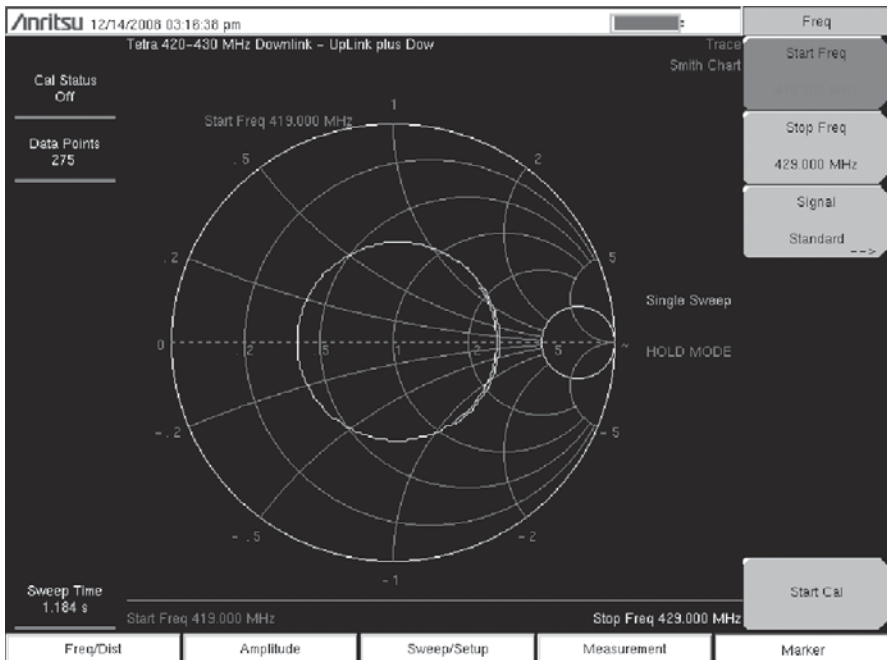 Anritsu 12/14/2008 03:16:38 pm
Freq
Tetra 420-430 MHz Downlink - UpLink plus Dow
Trace
Smith Chart
Start Freq
Cal Status
Off
Data Points
275
Start Freq 419.000 MHz
Stop Freq
429.000 MHz
Signal
Standard
-->
1
.5
2
.2
5
Single Sweep
0
.2
.5
1
2
5
~
HOLD MODE
-.2
-5
-.5
-2
-1
Sweep Time
1.184 s
Start Freq 419.000 MHz
Stop Freq 429.000 MHz
Start Cal
Freq/Dist
Amplitude
Sweep/Setup
Measurement
Marker